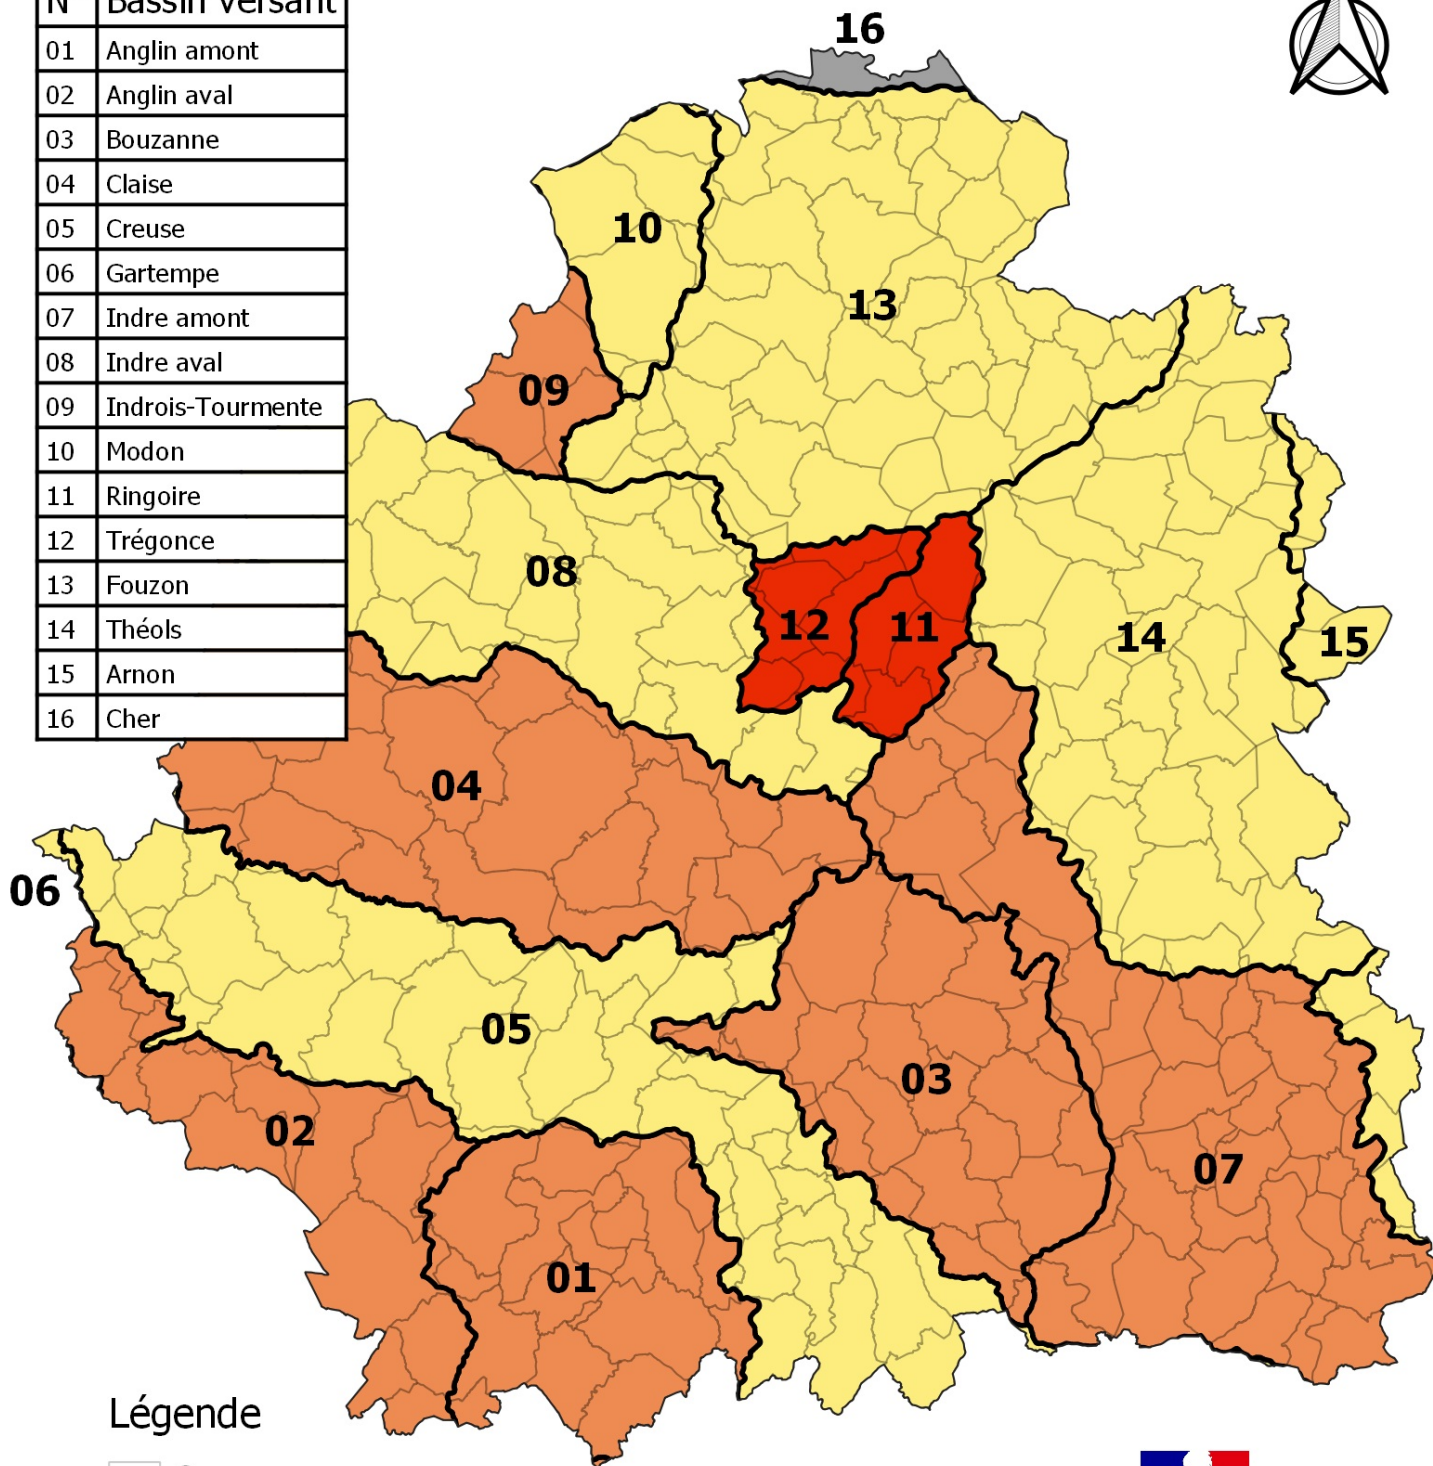 N° Bassin versant
01 Anglin amont
02 Anglin aval
03 Bouzanne
04 Claise
05 Creuse
06 Gartempe
07 Indre amont
08 Indre aval
09 Indrois-Tourmente
10 Modon
11 Ringoire
12 Trégonce
13 Fouzon
14 Théols
15 Arnon
16 Cher
16
10
13
09
08
12
11
14
15
04
06
05
03
02
07
01
Légende